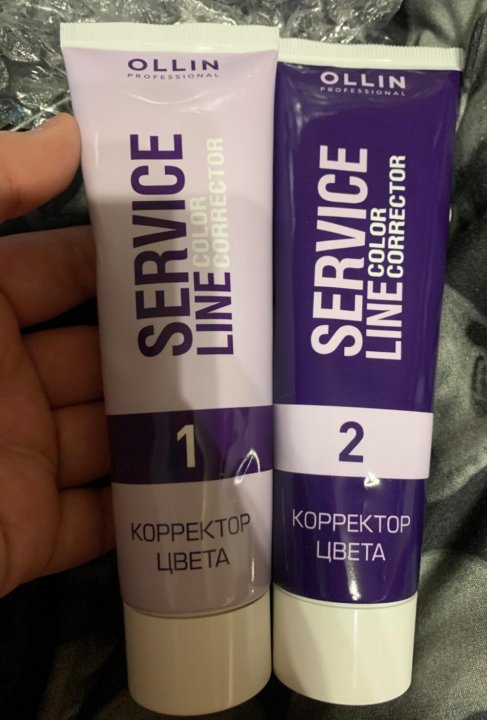 OLLIN
PROFESSIONAL
SERVICE
LINE COLOR
CORRECTOR
1
КОРРЕКТОР
ЦВЕТА
OLLIN
PROFESSIONAL
SERVICE
LINE COLOR
CORRECTOR
2
КОРРЕКТОР
ЦВЕТА